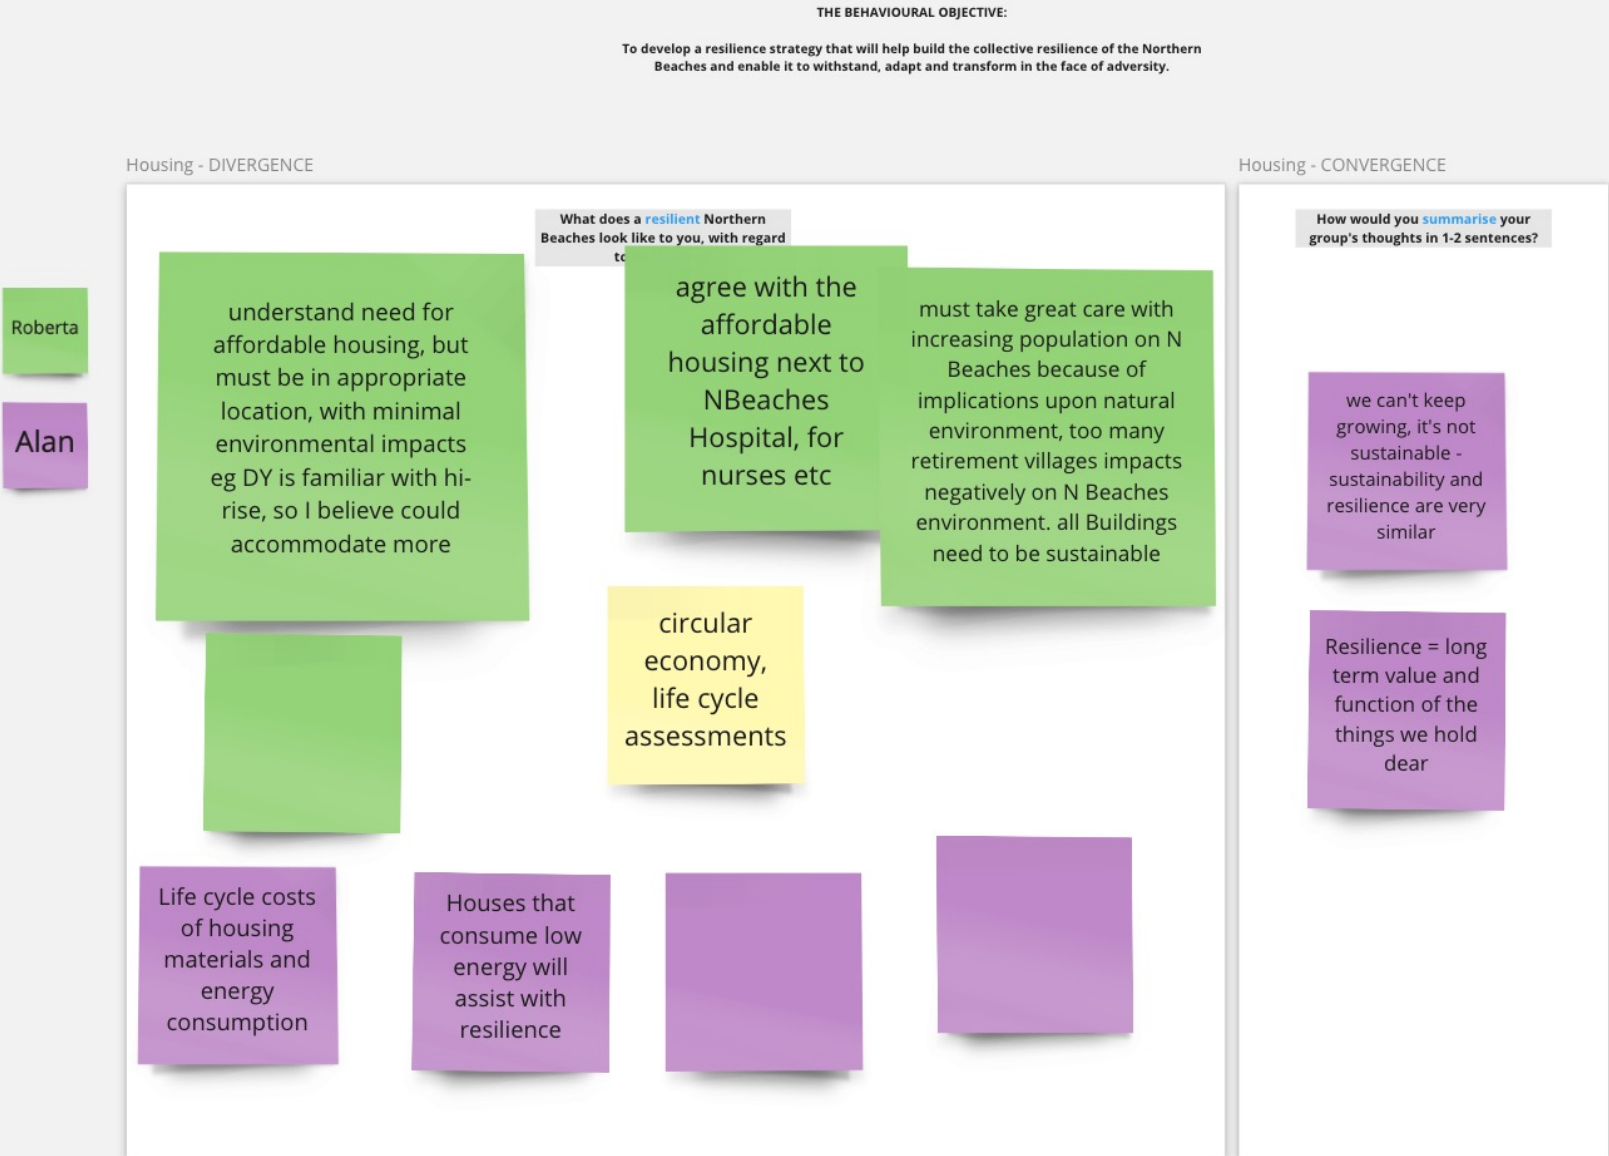 THE BEHAVIOURAL OBJECTIVE:
To develop a resilience strategy that will help build the collective resilience of the Northern
Beaches and enable it to withstand, adapt and transform in the face of adversity.
Housing - DIVERGENCE
What does a resilient Northern
Beaches look like to you, with regard
Roberta
Alan
understand need for
affordable housing, but
must be in appropriate
location, with minimal
environmental impacts
eg DY is familiar with hi-
rise, so I believe could
accommodate more
agree with the
affordable
housing next to
NBeaches
Hospital, for
nurses etc
must take great care with
increasing population on N
Beaches because of
implications upon natural
environment, too many
retirement villages impacts
negatively on N Beaches
environment. all Buildings
need to be sustainable
circular
economy,
life cycle
assessments
Life cycle costs
of housing
materials and
energy
consumption
Houses that
consume low
energy will
assist with
resilience
Housing - CONVERGENCE
How would you summarise your
group's thoughts in 1-2 sentences?
we can't keep
growing, it's not
sustainable -
sustainability and
resilience are very
similar
Resilience = long
term value and
function of the
things we hold
dear